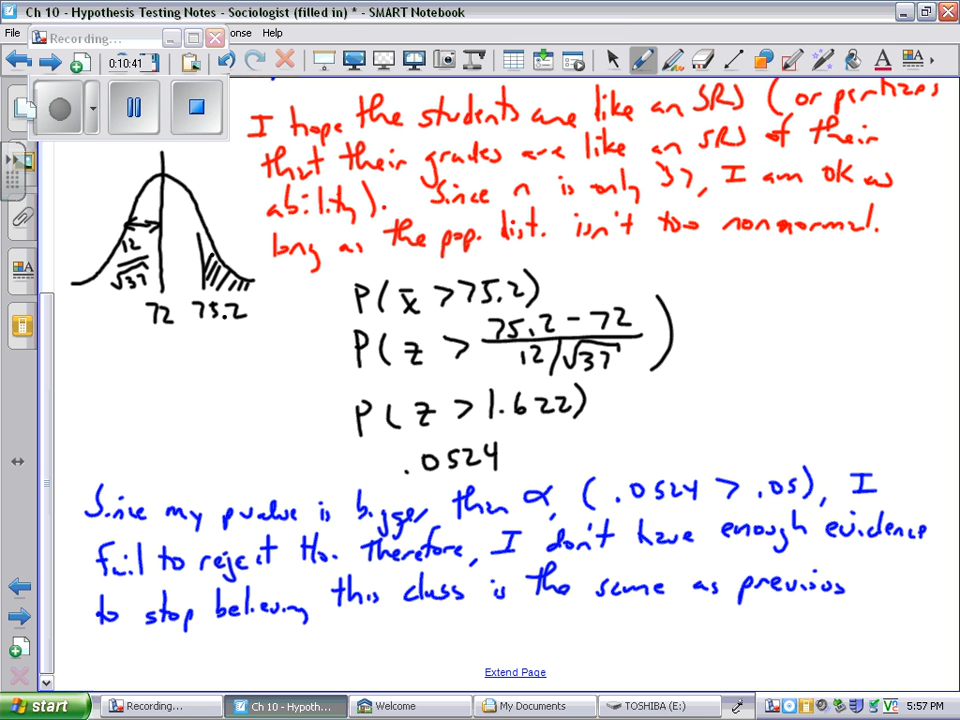 Ch 10 - Hypothesis Testing Notes - Sociologist (filled in) * - SMART Notebook
File
onse Help
Recording...
0:10:41
I hope the students are like an SRS (or perhaps
that their grades are like an SRS of their
ability). Since n is only 37, I am ok as
long as the pop. dist. isn't too nonnormal.
12
√37
72 75.2
P(x̄ > 75.2)
P(z > 75.2 - 72
12/√37 )
P(z > 1.622)
.0524
Since my pvalue is bigger than α, (.0524 > .05), I
fail to reject Ho. Therefore, I don't have enough evidence
to stop believing this class is the same as previos
Extend Page
start
Recording...
Ch 10 - Hypoth...
Welcome
My Documents
TOSHIBA (E:)
5:57 PM